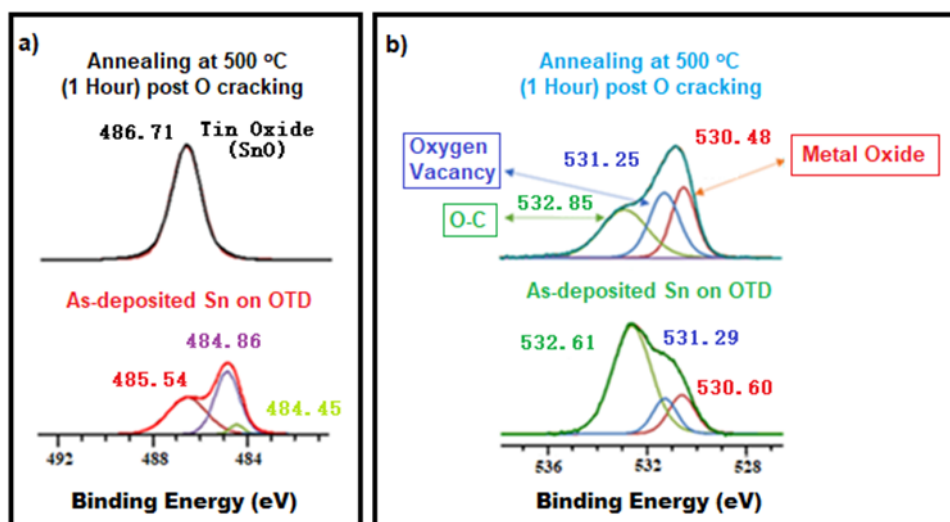 a)
Annealing at 500 °C
(1 Hour) post O cracking
486.71
Tin Oxide
(SnO)
As-deposited Sn on OTD
484.86
485.54
484.45
492
488
484
Binding Energy (eV)
b)
Annealing at 500 °C
(1 Hour) post O cracking
Oxygen
Vacancy
531.25
530.48
Metal Oxide
532.85
O-C
As-deposited Sn on OTD
532.61
531.29
530.60
536
532
528
Binding Energy (eV)